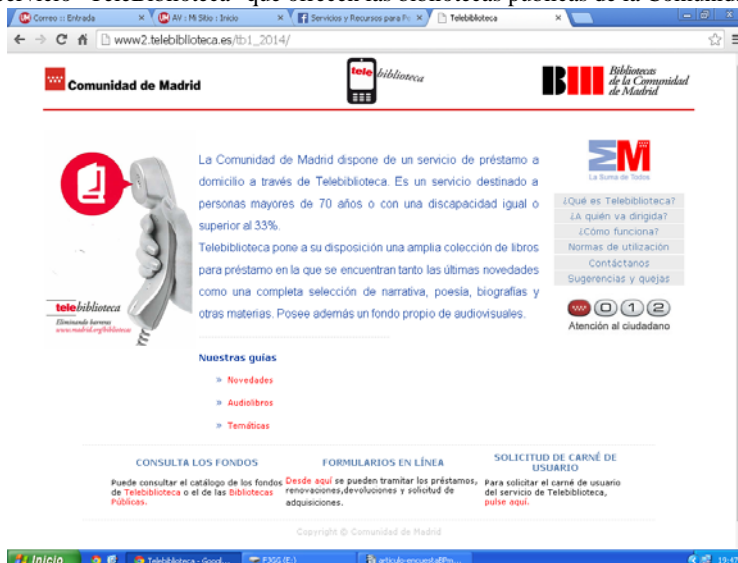 servicio "TeleBiblioteca" que ofrecen las bibliotecas públicas de la Comunida
Correo :: Entrada
AV : Mi Sitio : Inicio
Servicios y Recursos para
Telebiblioteca
www2.telebiblioteca.es/tb1_2014/
Comunidad de Madrid
tele biblioteca
Bibliotecas
de la Comunidad
de Madrid
La Comunidad de Madrid dispone de un servicio de préstamo a
domicilio a través de Telebiblioteca. Es un servicio destinado a
personas mayores de 70 años o con una discapacidad igual o
superior al 33%.
Telebiblioteca pone a su disposición una amplia colección de libros
para préstamo en la que se encuentran tanto las últimas novedades
como una completa selección de narrativa, poesía, biografías y
otras materias. Posee además un fondo propio de audiovisuales.
telebiblioteca
Eliminando barreras
www.madrid.org/bibliotecas
Nuestras guías
» Novedades
» Audiolibros
» Temáticas
EM
La Suma de Todos
¿Qué es Telebiblioteca?
¿A quién va dirigida?
¿Cómo funciona?
Normas de utilización
Contáctanos
Sugerencias y quejas
012
Atención al ciudadano
CONSULTA LOS FONDOS
Puede consultar el catálogo de los fondos
de Telebiblioteca o el de las Bibliotecas
Públicas.
FORMULARIOS EN LÍNEA
Desde aquí se pueden tramitar los préstamos,
renovaciones,devoluciones y solicitud de
adquisiciones.
SOLICITUD DE CARNÉ DE
USUARIO
Para solicitar el carné de usuario
del servicio de Telebiblioteca,
pulse aquí.
Copyright © Comunidad de Madrid
Inicio
Telebiblioteca - Googl...
F3GG (E:)
articulo-encuestaBPm...
19:47